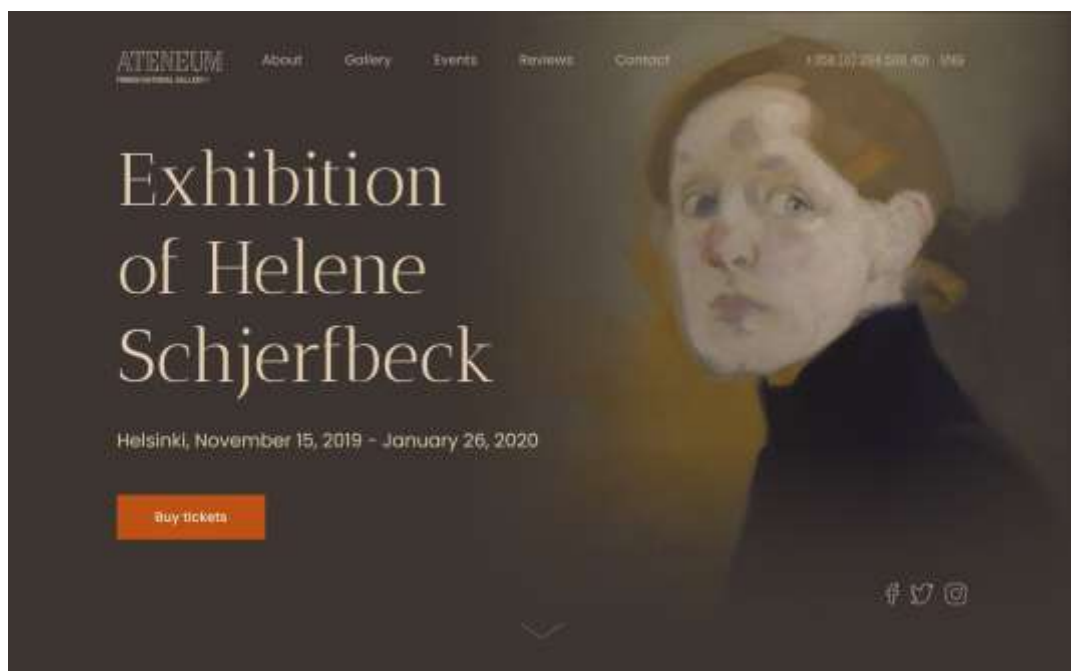 ATENEUM
About Gallery Events Reviews Contact
ENG
Exhibition
of Helene
Schjerfbeck
Helsinki, November 15, 2019 - January 26, 2020
Buy tickets